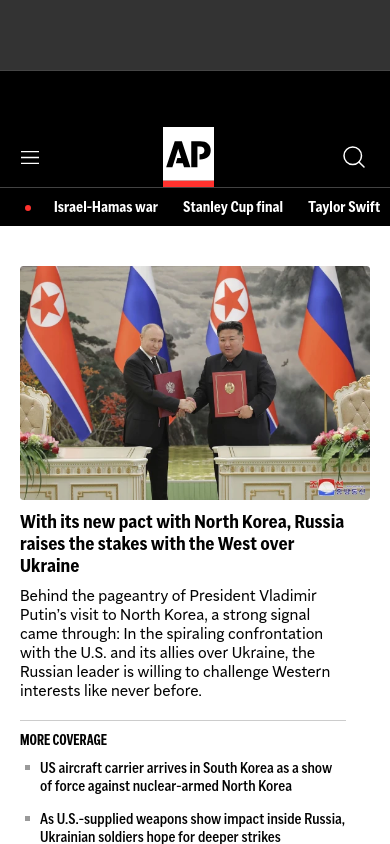 AP
Israel-Hamas war Stanley Cup final Taylor Swift
With its new pact with North Korea, Russia
raises the stakes with the West over
Ukraine
Behind the pageantry of President Vladimir
Putin's visit to North Korea, a strong signal
came through: In the spiraling confrontation
with the U.S. and its allies over Ukraine, the
Russian leader is willing to challenge Western
interests like never before.
MORE COVERAGE
US aircraft carrier arrives in South Korea as a show
of force against nuclear-armed North Korea
As U.S.-supplied weapons show impact inside Russia,
Ukrainian soldiers hope for deeper strikes